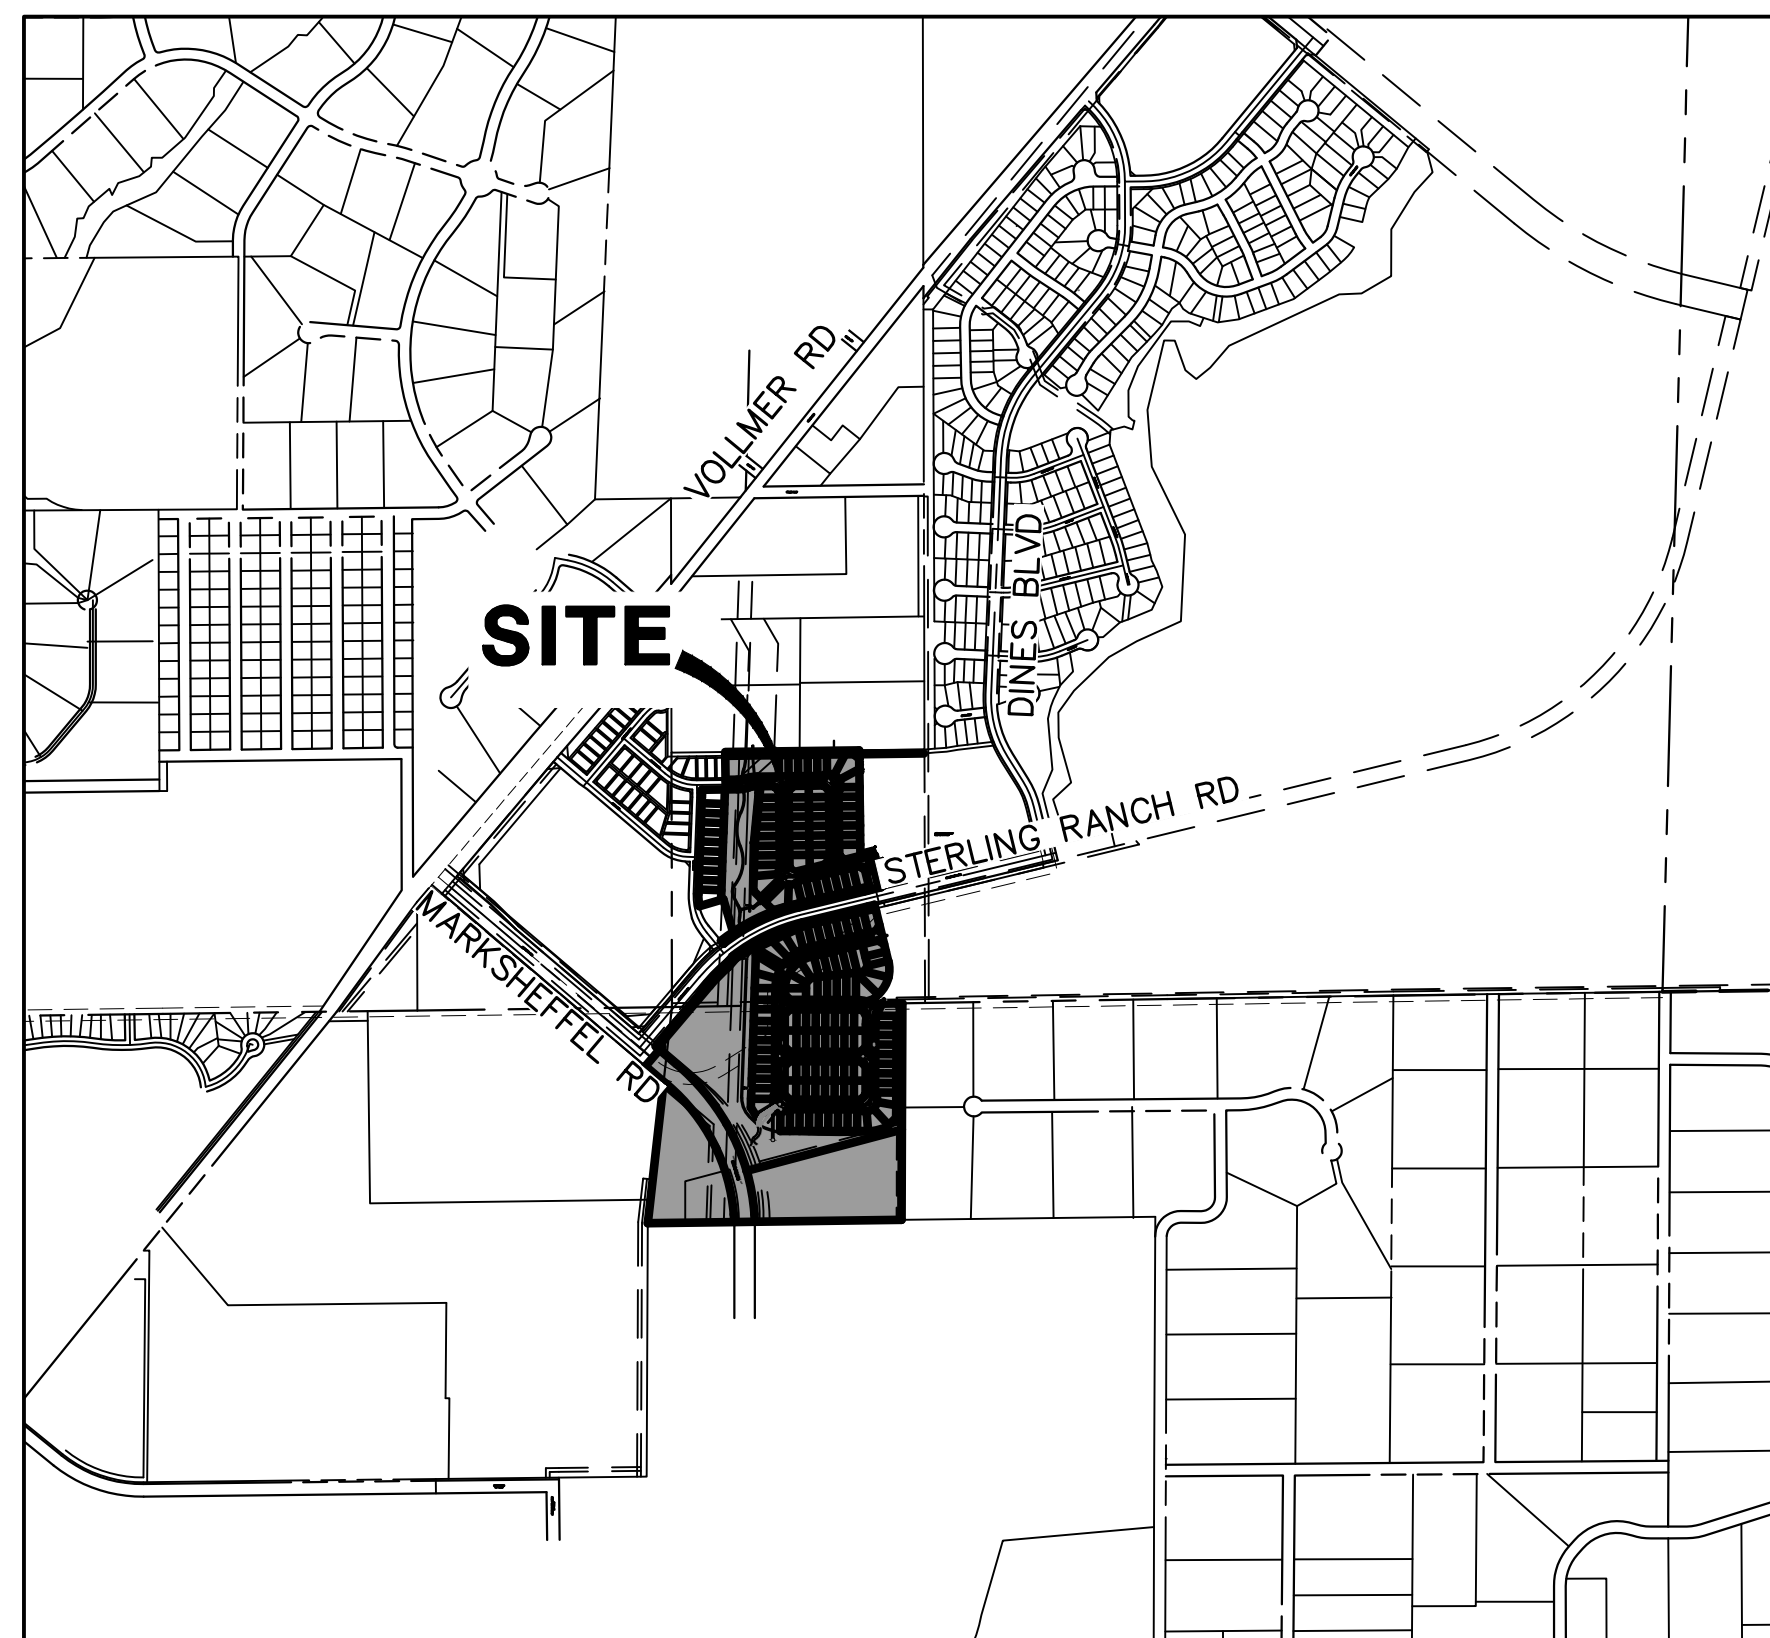 VOLLMER RD
DINES BLVD
SITE
STERLING RANCH RD
MARKSHEFFEL RD